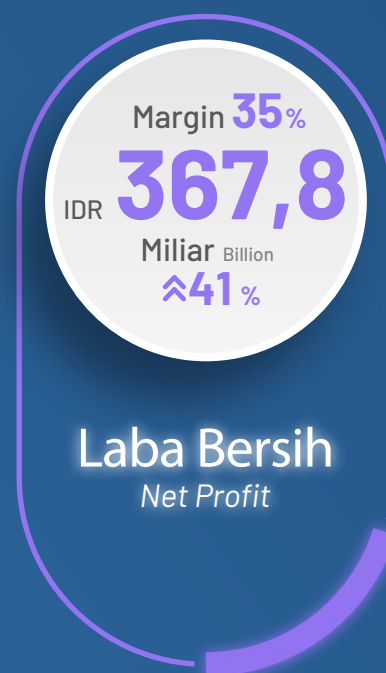 Margin 35%
IDR 367,8
Miliar Billion
41 %
Laba Bersih
Net Profit